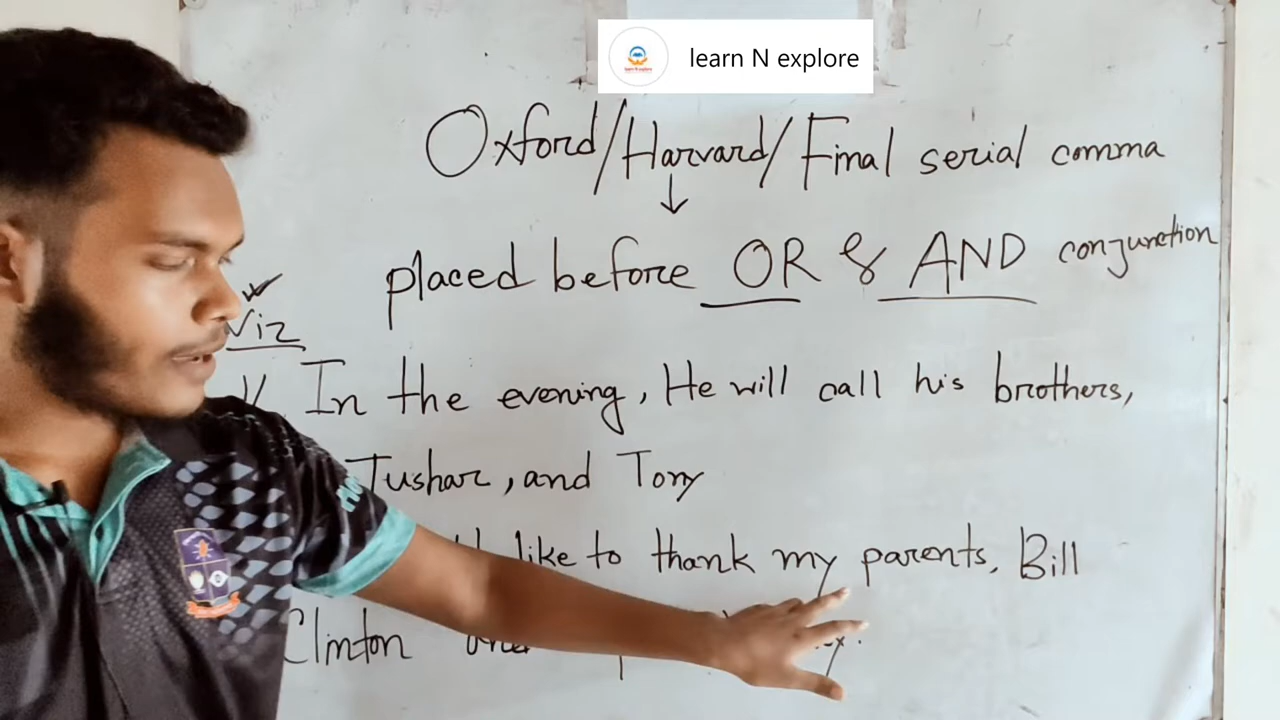 learn N explore
Oxford/Harvard/Final serial comma
↓
placed before OR & AND conjunction
Viz
In the evening, He will call his brothers,
Tushar, and Tony
like to thank my parents, Bill
Clinton and